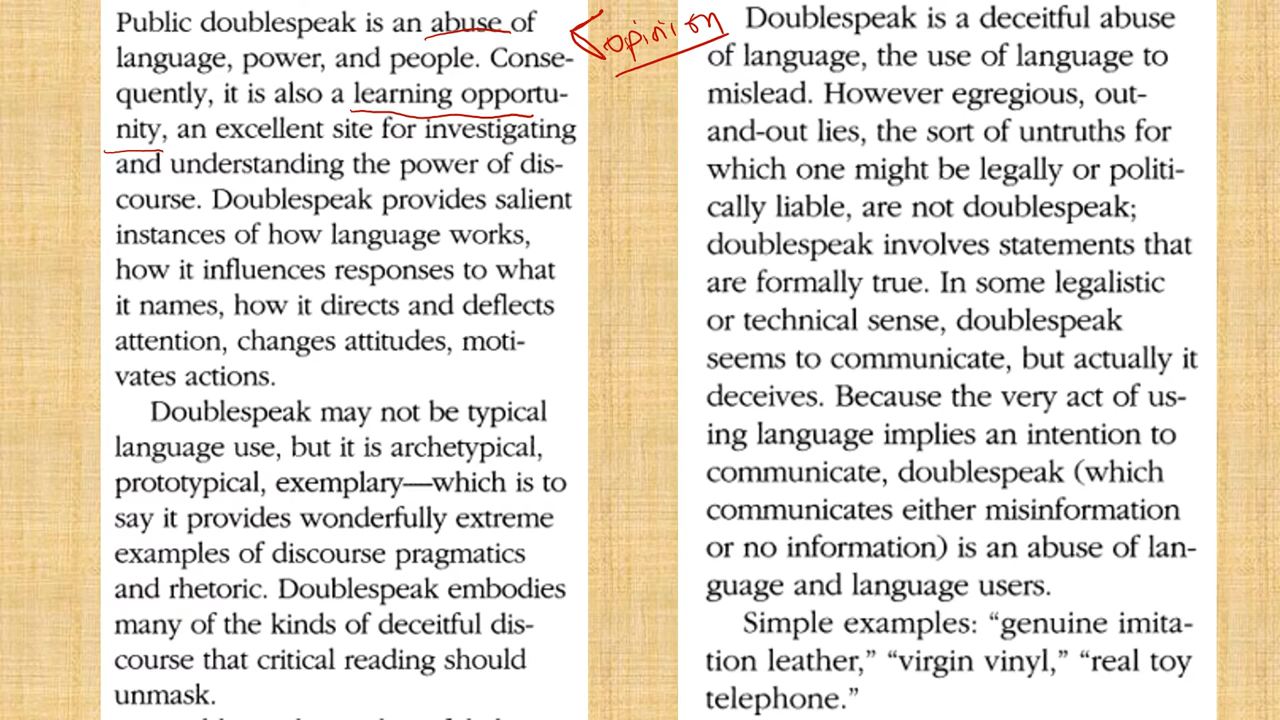 Public doublespeak is an abuse of
language, power, and people. Conse-
quently, it is also a learning opportu-
nity, an excellent site for investigating
and understanding the power of dis-
course. Doublespeak provides salient
instances of how language works,
how it influences responses to what
it names, how it directs and deflects
attention, changes attitudes, moti-
vates actions.
Doublespeak may not be typical
language use, but it is archetypical,
prototypical, exemplary—which is to
say it provides wonderfully extreme
examples of discourse pragmatics
and rhetoric. Doublespeak embodies
many of the kinds of deceitful dis-
course that critical reading should
unmask.
opinion
Doublespeak is a deceitful abuse
of language, the use of language to
mislead. However egregious, out-
and-out lies, the sort of untruths for
which one might be legally or politi-
cally liable, are not doublespeak;
doublespeak involves statements that
are formally true. In some legalistic
or technical sense, doublespeak
seems to communicate, but actually it
deceives. Because the very act of us-
ing language implies an intention to
communicate, doublespeak (which
communicates either misinformation
or no information) is an abuse of lan-
guage and language users.
Simple examples: “genuine imita-
tion leather,” “virgin vinyl,” “real toy
telephone.”